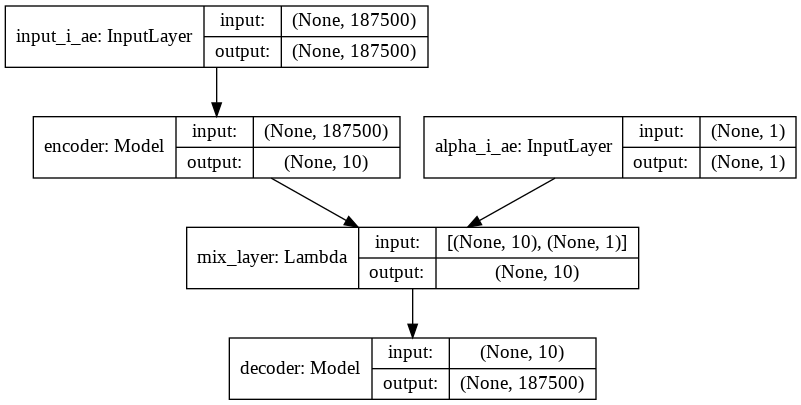 input_i_ae: InputLayer
input:
(None, 187500)
output:
(None, 187500)
encoder: Model
input:
(None, 187500)
output:
(None, 10)
alpha_i_ae: InputLayer
input:
(None, 1)
output:
(None, 1)
mix_layer: Lambda
input:
[(None, 10), (None, 1)]
output:
(None, 10)
decoder: Model
input:
(None, 10)
output:
(None, 187500)